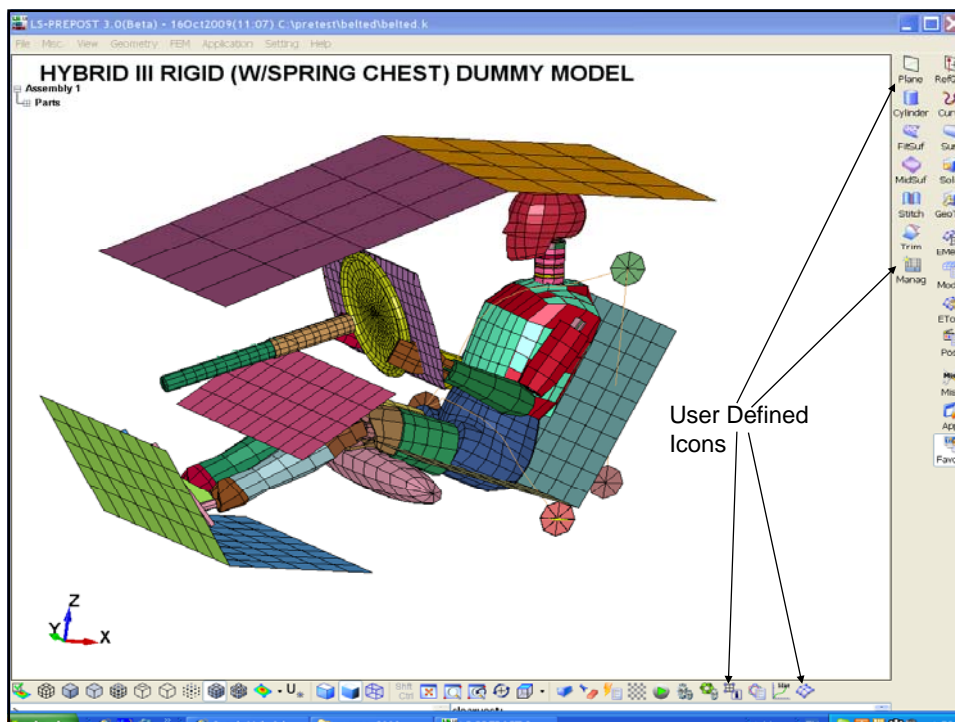 LS-PREPOST 3.0(Beta) - 16Oct2009(11:07) C:\pretest\belted\belted.k
File Misc. View Geometry FEM Application Setting Help
HYBRID III RIGID (W/SPRING CHEST) DUMMY MODEL
Assembly 1
Parts
Plane
Cylinder
FitSuf
MidSuf
Stitch
Trim
Manag
User Defined
Icons
Z
Y
X
Shft
Ctrl